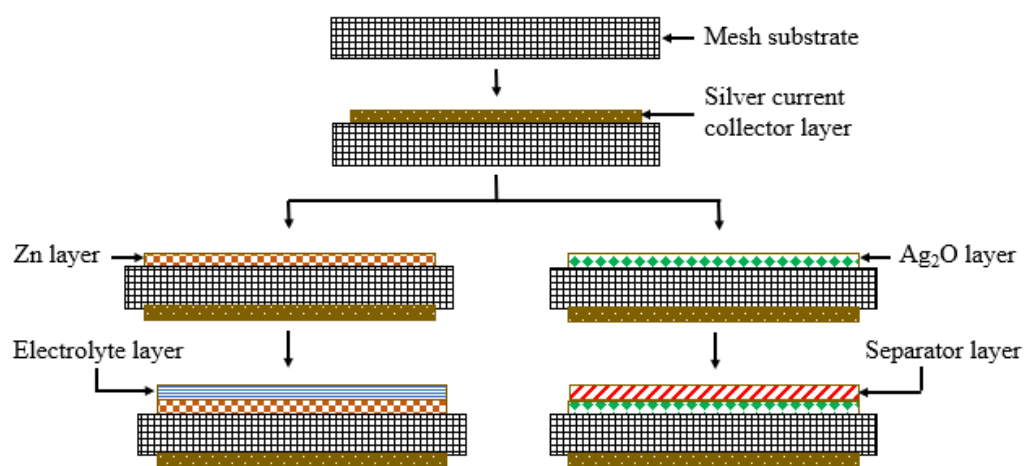 Mesh substrate
Silver current
collector layer
Zn layer
Ag₂O layer
Electrolyte layer
Separator layer